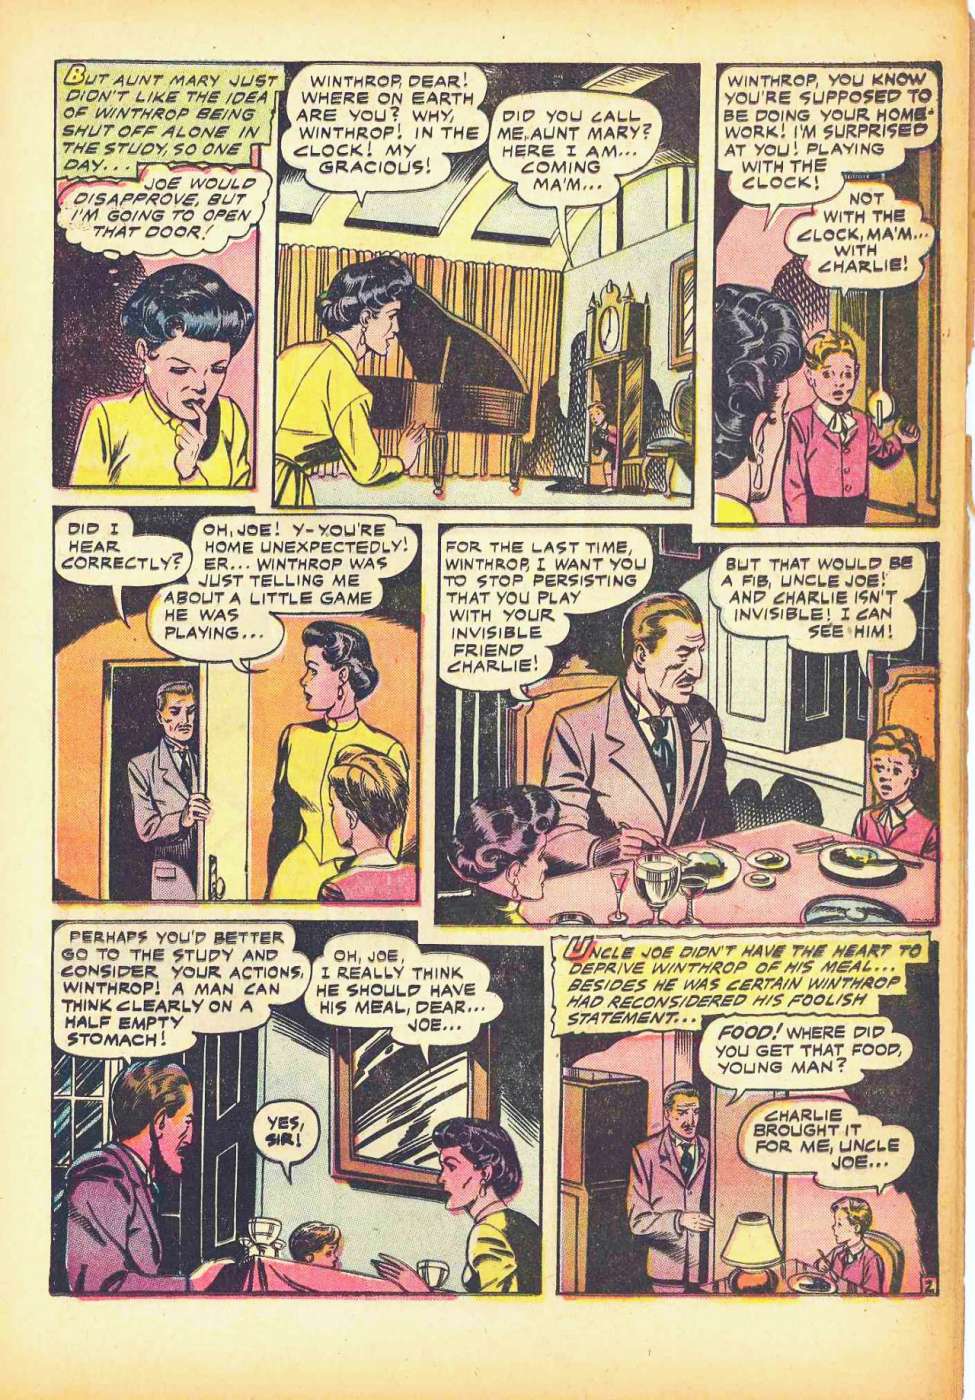 BUT AUNT MARY JUST
DIDN'T LIKE THE IDEA
OF WINTHROP BEING
SHUT OFF ALONE IN
THE STUDY, SO ONE
DAY...
JOE WOULD
DISAPPROVE, BUT
I'M GOING TO OPEN
THAT DOOR!
WINTHROP, DEAR!
WHERE ON EARTH
ARE YOU? WHY,
WINTHROP! IN THE
CLOCK! MY
GRACIOUS!
DID YOU CALL
ME, AUNT MARY?
HERE I AM...
COMING
MA'M...
WINTHROP, YOU KNOW
YOU'RE SUPPOSED TO
BE DOING YOUR HOME-
WORK! I'M SURPRISED
AT YOU! PLAYING
WITH THE
CLOCK!
NOT
WITH THE
CLOCK, MA'M...
WITH
CHARLIE!
DID I
HEAR
CORRECTLY?
OH, JOE! Y-YOU'RE
HOME UNEXPECTEDLY!
ER... WINTHROP WAS
JUST TELLING ME
ABOUT A LITTLE GAME
HE WAS
PLAYING...
FOR THE LAST TIME,
WINTHROP, I WANT YOU
TO STOP PERSISTING
THAT YOU PLAY
WITH YOUR
INVISIBLE
FRIEND
CHARLIE!
BUT THAT WOULD BE
A FIB, UNCLE JOE!
AND CHARLIE ISN'T
INVISIBLE! I CAN
SEE HIM!
PERHAPS YOU'D BETTER
GO TO THE STUDY AND
CONSIDER YOUR ACTIONS,
WINTHROP! A MAN CAN
THINK CLEARLY ON A
HALF EMPTY
STOMACH!
YES,
SIR!
OH, JOE,
I REALLY THINK
HE SHOULD HAVE
HIS MEAL, DEAR...
JOE...
UNCLE JOE DIDN'T HAVE THE HEART TO
DEPRIVE WINTHROP OF HIS MEAL...
BESIDES HE WAS CERTAIN WINTHROP
HAD RECONSIDERED HIS FOOLISH
STATEMENT...
FOOD! WHERE DID
YOU GET THAT FOOD,
YOUNG MAN?
CHARLIE
BROUGHT IT
FOR ME, UNCLE
JOE...
2